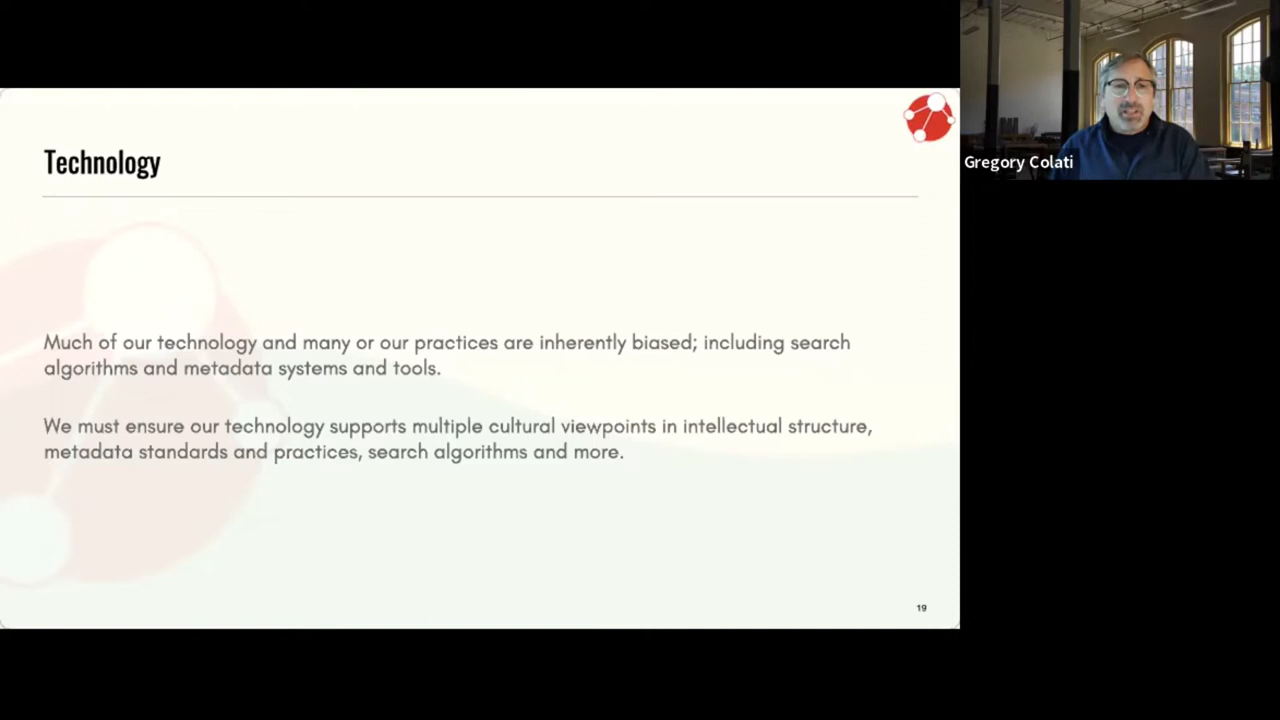 Technology
Much of our technology and many or our practices are inherently biased; including search
algorithms and metadata systems and tools.
We must ensure our technology supports multiple cultural viewpoints in intellectual structure,
metadata standards and practices, search algorithms and more.
19
Gregory Colati